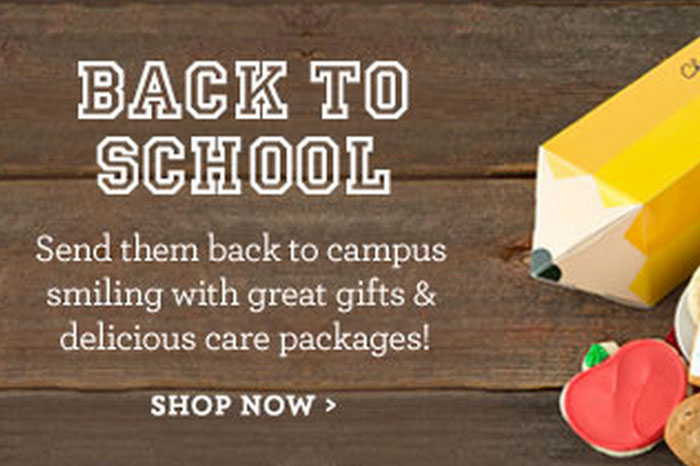 BACK TO
SCHOOL
Send them back to campus
smiling with great gifts &
delicious care packages!
SHOP NOW >